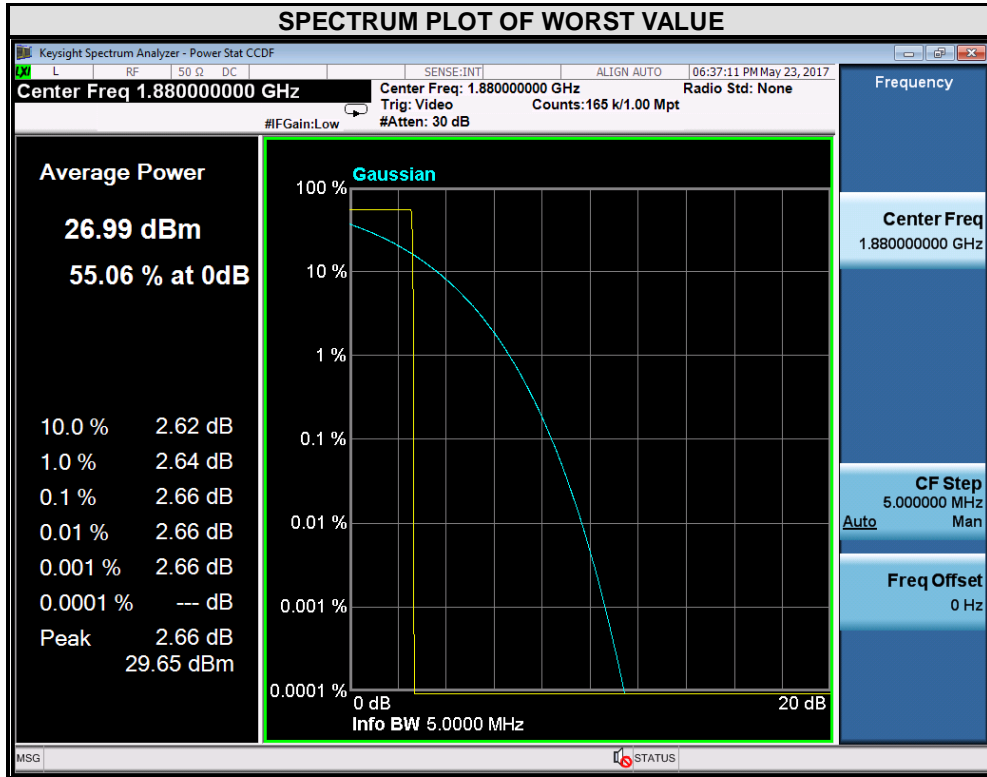 SPECTRUM PLOT OF WORST VALUE
Keysight Spectrum Analyzer - Power Stat CCDF
LXI L RF 50 Ω DC SENSE:INT ALIGN AUTO 06:37:11 PM May 23, 2017
Center Freq 1.880000000 GHz
Center Freq: 1.880000000 GHz Radio Std: None
Trig: Video Counts:165 k/1.00 Mpt
#IFGain:Low #Atten: 30 dB
Frequency
Average Power
26.99 dBm
55.06 % at 0dB
10.0 % 2.62 dB
1.0 % 2.64 dB
0.1 % 2.66 dB
0.01 % 2.66 dB
0.001 % 2.66 dB
0.0001 % --- dB
Peak 2.66 dB
29.65 dBm
Gaussian
100 %
10 %
1 %
0.1 %
0.01 %
0.001 %
0.0001 %
0 dB 20 dB
Info BW 5.0000 MHz
Center Freq
1.880000000 GHz
CF Step
5.000000 MHz
Auto Man
Freq Offset
0 Hz
MSG STATUS